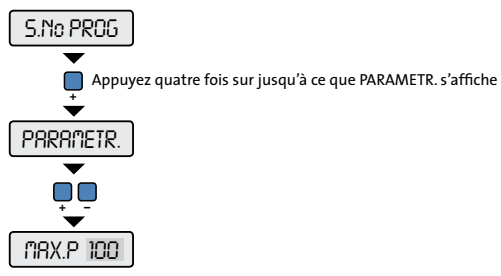 S.No PROG
Appuyez quatre fois sur jusqu’à ce que PARAMETR. s’affiche
+
PARAMETR.
+ −
MAX.P 100